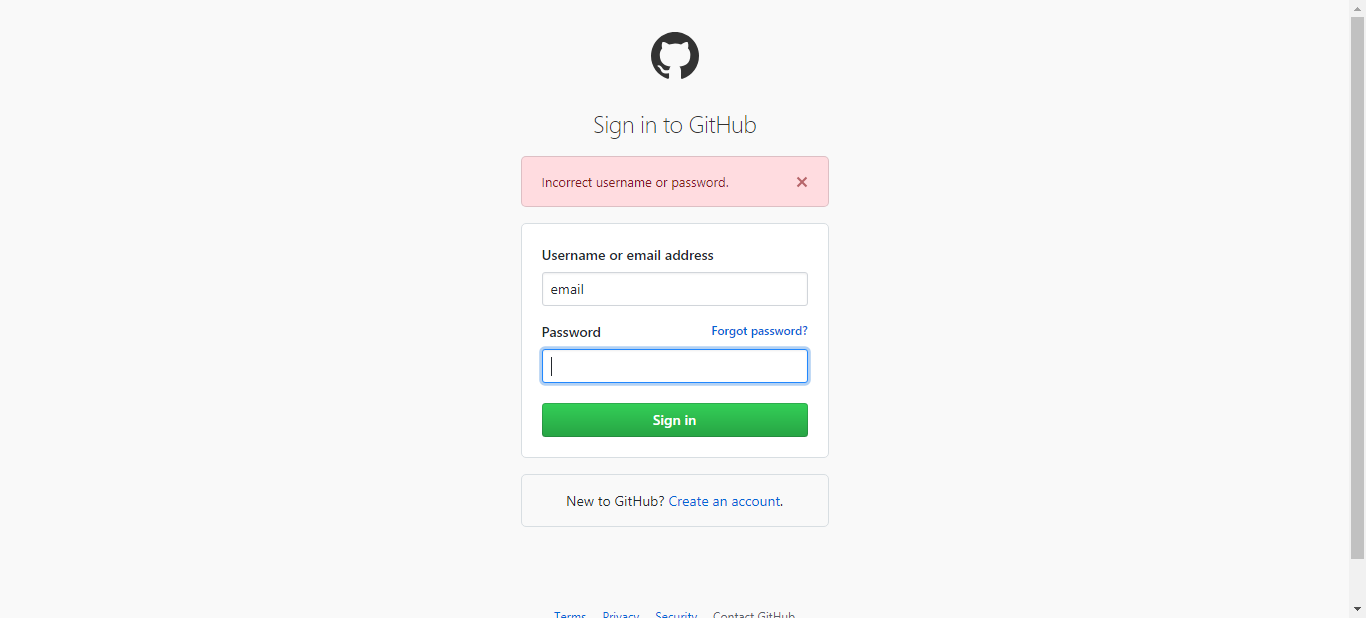 Sign in to GitHub
Incorrect username or password.
Username or email address
email
Password Forgot password?
Sign in
New to GitHub? Create an account.
Terms Privacy Security Contact GitHub